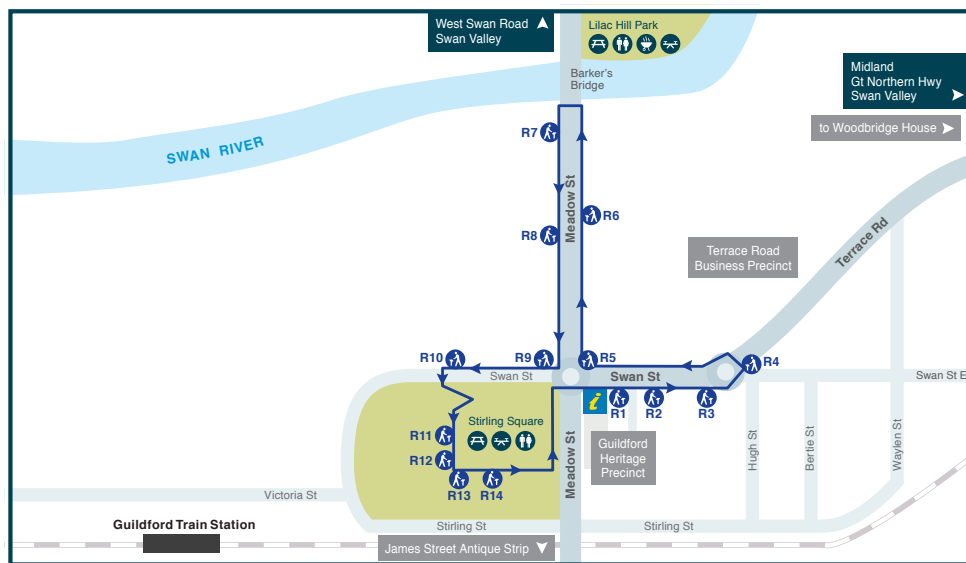 West Swan Road
Swan Valley
Lilac Hill Park
Barker's
Bridge
Midland
Gt Northern Hwy
Swan Valley
to Woodbridge House
SWAN RIVER
R7
Meadow St
R6
R8
Terrace Rd
Terrace Road
Business Precinct
R10
R9
R5
R4
Swan St
Swan St
Swan St E
i
R1
R2
R3
Stirling Square
R11
R12
R13
R14
Meadow St
Guildford
Heritage
Precinct
Hugh St
Bertie St
Waylen St
Victoria St
Stirling St
Stirling St
Guildford Train Station
James Street Antique Strip